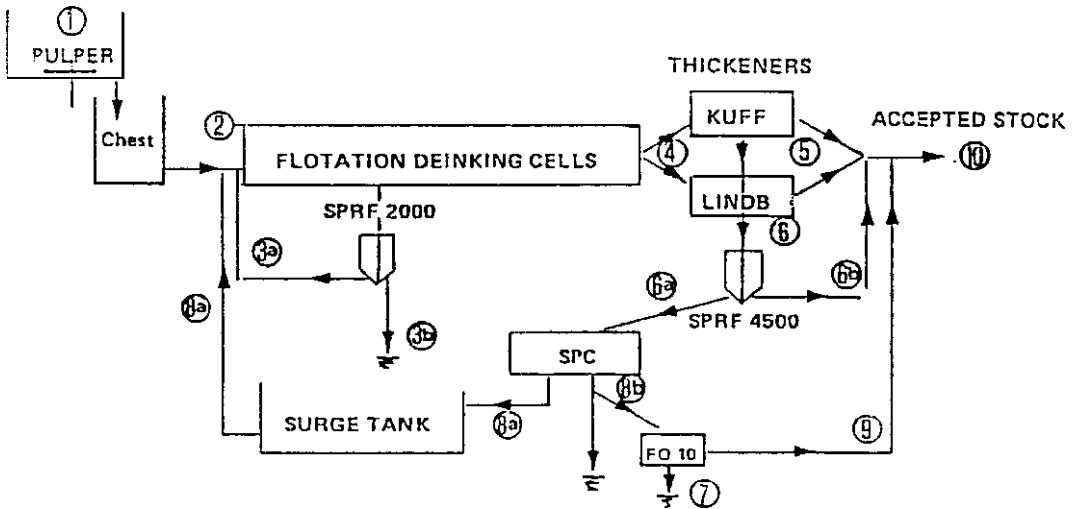 ①
PULPER
Chest
②
FLOTATION DEINKING CELLS
SPRF 2000
③a
③b
THICKENERS
KUFF
④
⑤
LINDB
⑥
ACCEPTED STOCK
⑩
⑥a
⑥b
SPRF 4500
SPC
⑧a
⑧b
⑧a
SURGE TANK
FO 10
⑦
⑨